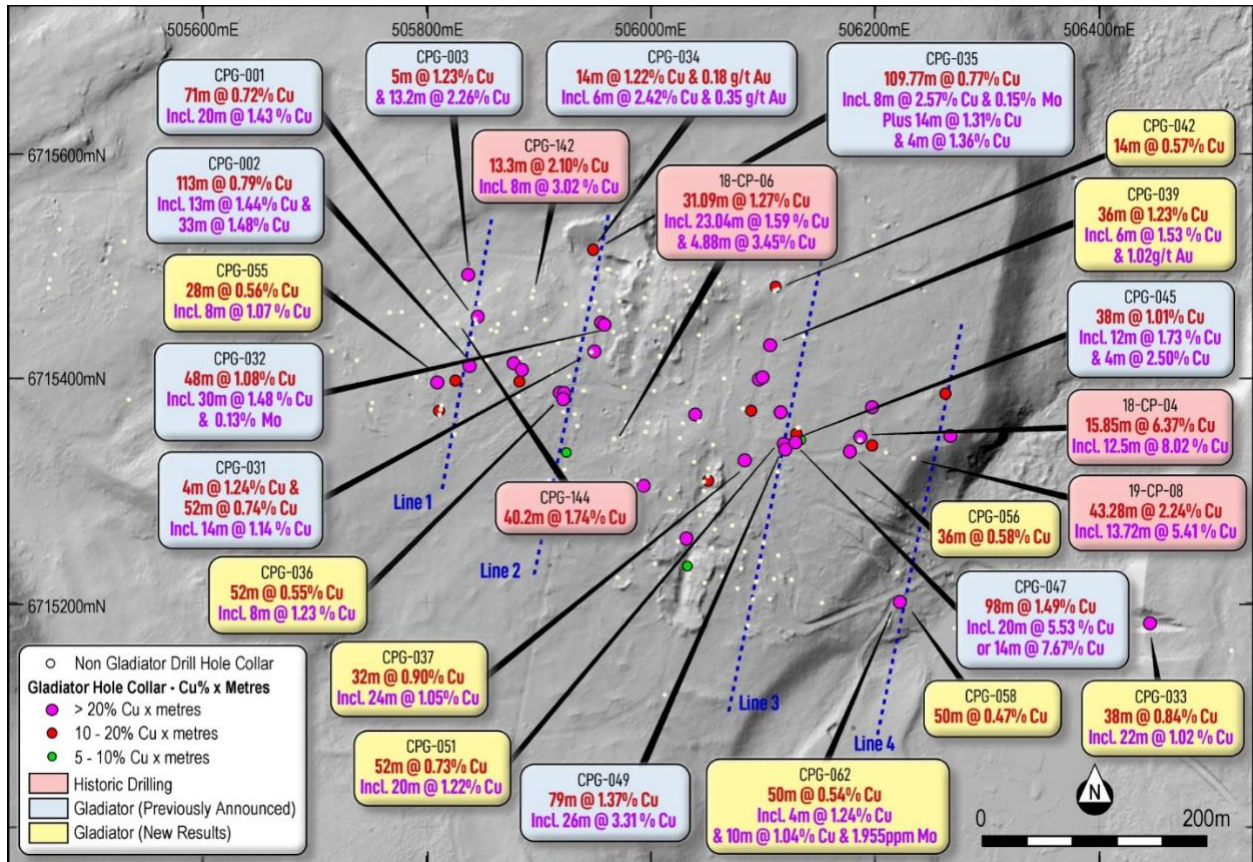 505600mE
505800mE
506000mE
506200mE
506400mE
CPG-001
71m @ 0.72% Cu
Incl. 20m @ 1.43 % Cu
CPG-003
5m @ 1.23% Cu
& 13.2m @ 2.26% Cu
CPG-034
14m @ 1.22% Cu & 0.18 g/t Au
Incl. 6m @ 2.42% Cu & 0.35 g/t Au
CPG-035
109.77m @ 0.77% Cu
Incl. 8m @ 2.57% Cu & 0.15% Mo
Plus 14m @ 1.31% Cu
& 4m @ 1.36% Cu
CPG-042
14m @ 0.57% Cu
6715600mN
CPG-142
13.3m @ 2.10% Cu
Incl. 8m @ 3.02 % Cu
CPG-002
113m @ 0.79% Cu
Incl. 13m @ 1.44% Cu &
33m @ 1.48% Cu
18-CP-06
31.09m @ 1.27% Cu
Incl. 23.04m @ 1.59 % Cu
& 4.88m @ 3.45% Cu
CPG-039
36m @ 1.23% Cu
Incl. 6m @ 1.53 % Cu
& 1.02g/t Au
CPG-055
28m @ 0.56% Cu
Incl. 8m @ 1.07 % Cu
CPG-045
38m @ 1.01% Cu
Incl. 12m @ 1.73 % Cu
& 4m @ 2.50% Cu
6715400mN
CPG-032
48m @ 1.08% Cu
Incl. 30m @ 1.48 % Cu
& 0.13% Mo
18-CP-04
15.85m @ 6.37% Cu
Incl. 12.5m @ 8.02 % Cu
CPG-031
4m @ 1.24% Cu &
52m @ 0.74% Cu
Incl. 14m @ 1.14% Cu
Line 1
CPG-144
40.2m @ 1.74% Cu
19-CP-08
43.28m @ 2.24% Cu
Incl. 13.72m @ 5.41 % Cu
CPG-056
36m @ 0.58% Cu
CPG-036
52m @ 0.55% Cu
Incl. 8m @ 1.23 % Cu
Line 2
CPG-047
98m @ 1.49% Cu
Incl. 20m @ 5.53 % Cu
or 14m @ 7.67% Cu
6715200mN
CPG-037
32m @ 0.90% Cu
Incl. 24m @ 1.05% Cu
Line 3
CPG-058
50m @ 0.47% Cu
CPG-033
38m @ 0.84% Cu
Incl. 22m @ 1.02 % Cu
CPG-051
52m @ 0.73% Cu
Incl. 20m @ 1.22% Cu
Line 4
CPG-049
79m @ 1.37% Cu
Incl. 26m @ 3.31 % Cu
CPG-062
50m @ 0.54% Cu
Incl. 4m @ 1.24% Cu
& 10m @ 1.04% Cu & 1.955ppm Mo
Non Gladiator Drill Hole Collar
Gladiator Hole Collar - Cu% x Metres
> 20% Cu x metres
10 - 20% Cu x metres
5 - 10% Cu x metres
Historic Drilling
Gladiator (Previously Announced)
Gladiator (New Results)
N
0
200m